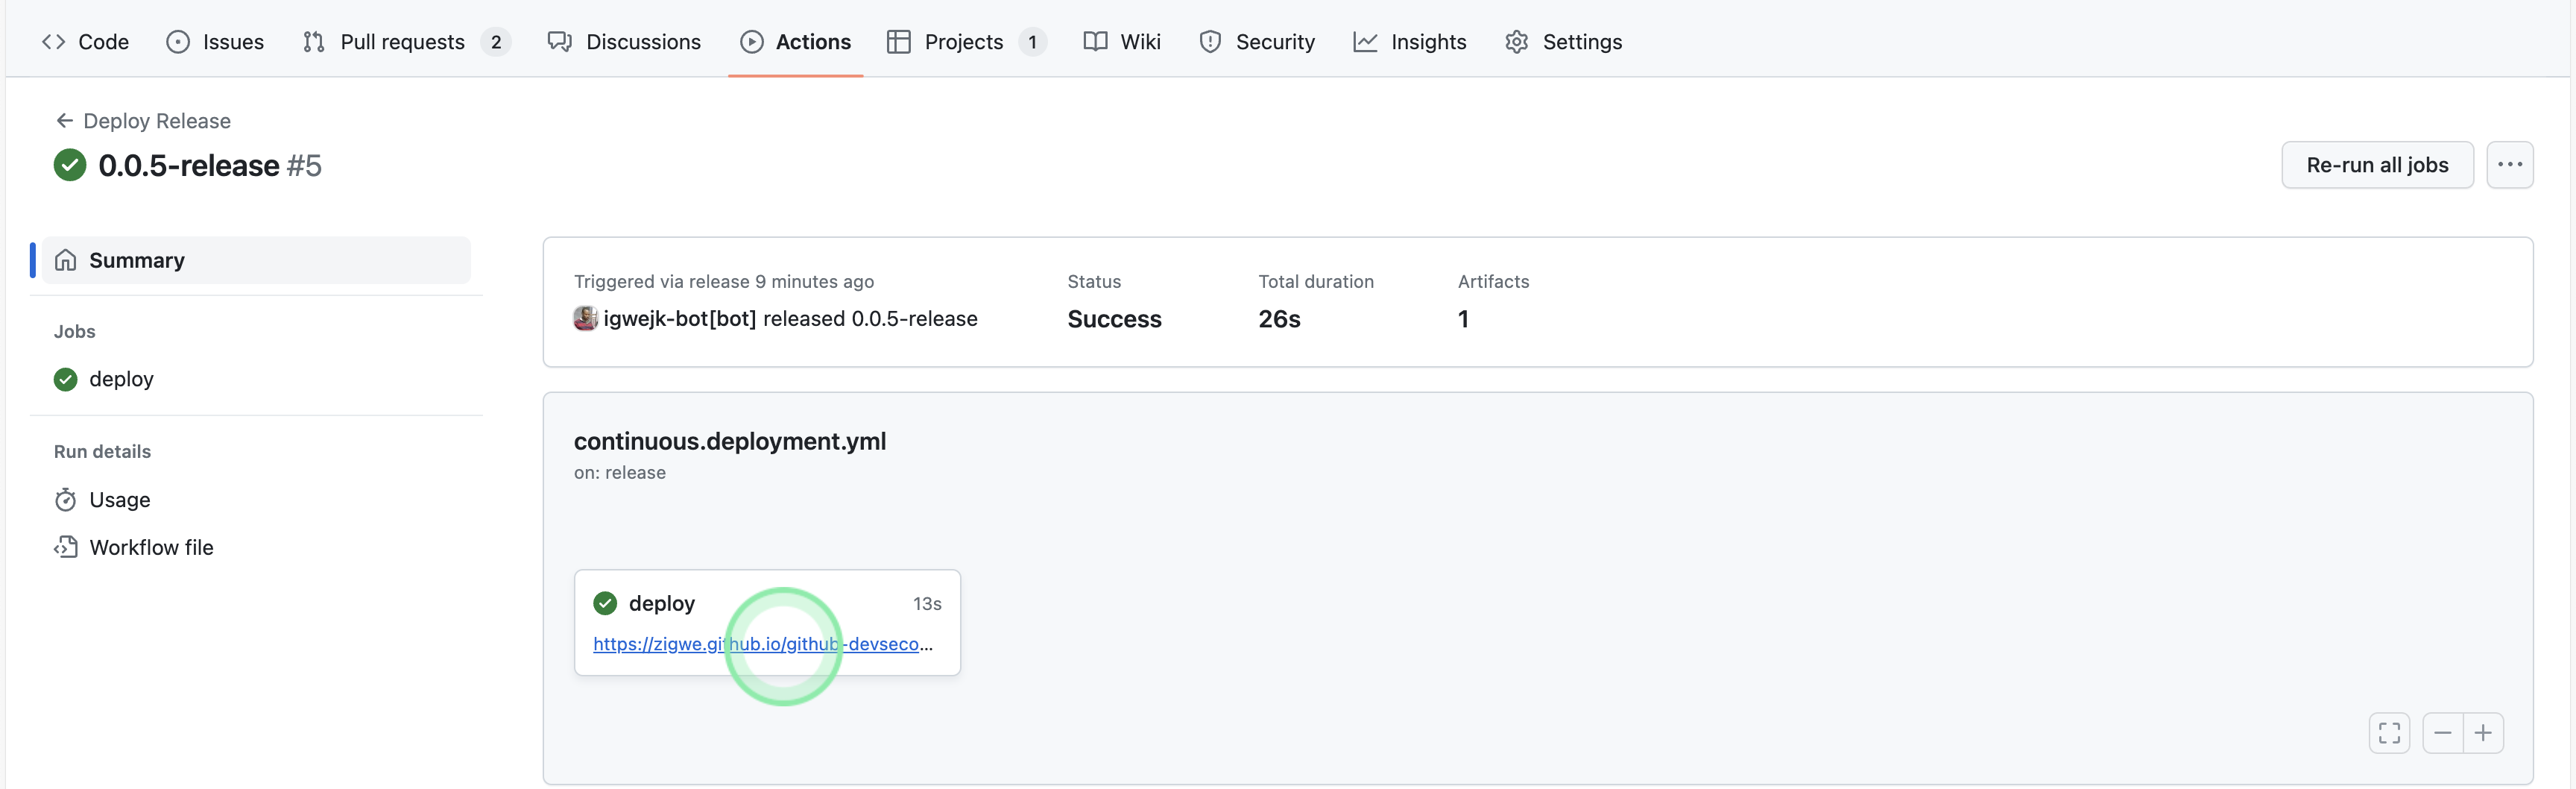 Code Issues Pull requests 2 Discussions Actions Projects 1 Wiki Security Insights Settings
Deploy Release
0.0.5-release #5
Re-run all jobs
Summary
Jobs
deploy
Run details
Usage
Workflow file
Triggered via release 9 minutes ago
igwejk-bot[bot] released 0.0.5-release
Status
Success
Total duration
26s
Artifacts
1
continuous.deployment.yml
on: release
deploy 13s
https://zigwe.github.io/github-devseco...